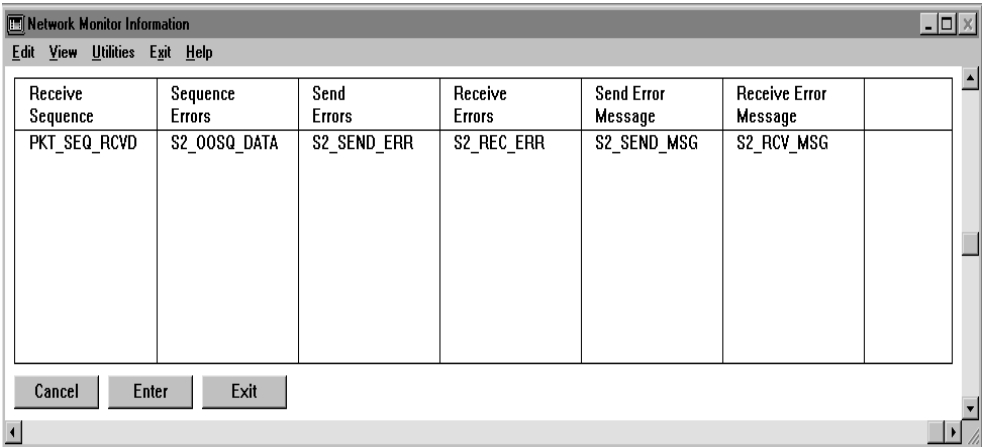 Network Monitor Information
Edit View Utilities Exit Help
Receive Sequence Send Receive Send Error Receive Error
Sequence Errors Errors Errors Message Message
PKT_SEQ_RCVD S2_OOSQ_DATA S2_SEND_ERR S2_REC_ERR S2_SEND_MSG S2_RCV_MSG
Cancel Enter Exit